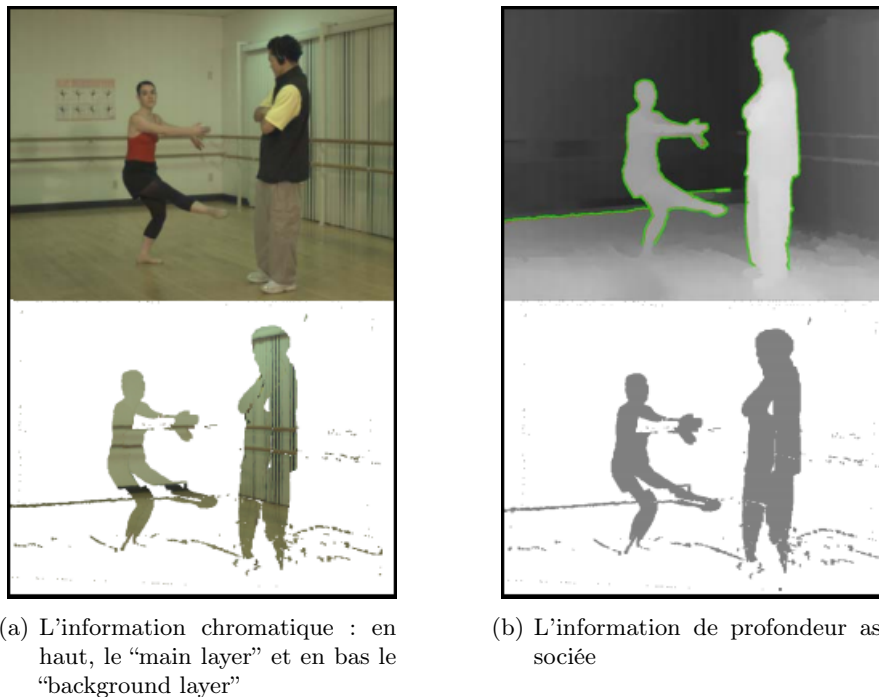 (a) L'information chromatique : en
haut, le “main layer” et en bas le
“background layer”
(b) L'information de profondeur as
sociée